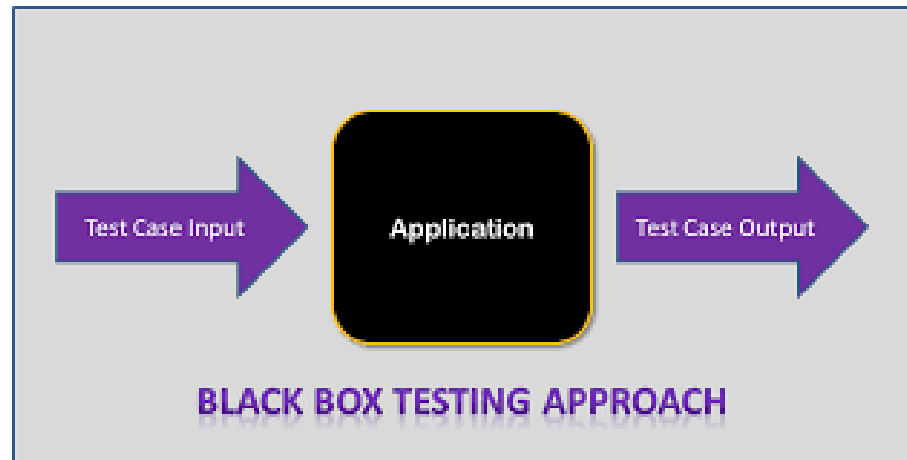 Test Case Input
Application
Test Case Output
BLACK BOX TESTING APPROACH